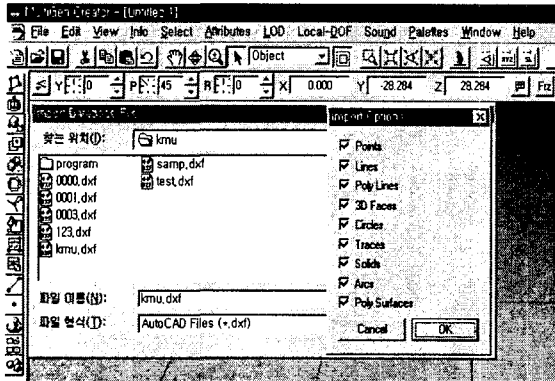 MultiGen Creator - [Untitled-1]
File Edit View Info Select Attributes LOD Local-DOF Sound Palettes Window Help
Object
Y 0 P 45 R 0 X 0.000 Y -28.284 Z 28.284 Frz
Import Database File
찾는 위치(I): kmu
program
0000.dxf
0001.dxf
0003.dxf
123.dxf
kmu.dxf
samp.dxf
test.dxf
파일 이름(N): kmu.dxf
파일 형식(T): AutoCAD Files (*.dxf)
Import Options
Points
Lines
Poly Lines
3D Faces
Circles
Traces
Solids
Arcs
Poly Surfaces
Cancel OK